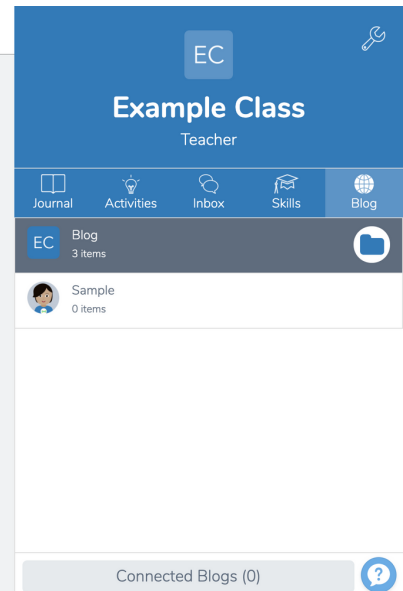 EC
Example Class
Teacher
Journal Activities Inbox Skills Blog
EC Blog
3 items
Sample
0 items
Connected Blogs (0)
?